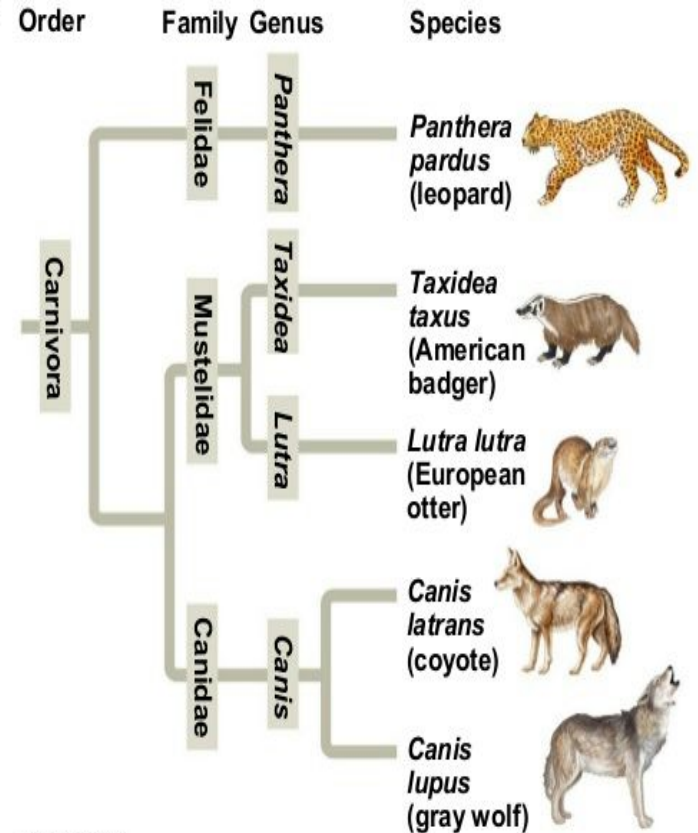 Order Family Genus Species
Felidae
Panthera
Panthera
pardus
(leopard)
Carnivora
Mustelidae
Taxidea
Taxidea
taxus
(American
badger)
Lutra
Lutra lutra
(European
otter)
Canidae
Canis
Canis
latrans
(coyote)
Canis
lupus
(gray wolf)